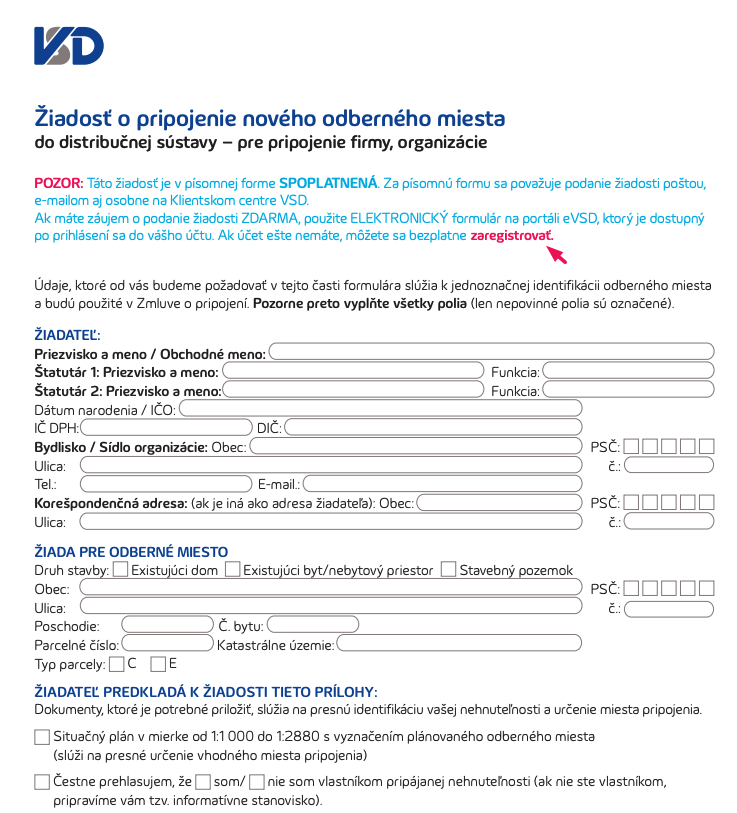 VSD
Žiadosť o pripojenie nového odberného miesta
do distribučnej sústavy – pre pripojenie firmy, organizácie
POZOR: Táto žiadosť je v písomnej forme SPOPLATNENÁ. Za písomnú formu sa považuje podanie žiadosti poštou,
e-mailom aj osobne na Klientskom centre VSD.
Ak máte záujem o podanie žiadosti ZDARMA, použite ELEKTRONICKÝ formulár na portáli eVSD, ktorý je dostupný
po prihlásení sa do vášho účtu. Ak účet ešte nemáte, môžete sa bezplatne zaregistrovať.
Údaje, ktoré od vás budeme požadovať v tejto časti formulára slúžia k jednoznačnej identifikácii odberného miesta
a budú použité v Zmluve o pripojení. Pozorne preto vyplňte všetky polia (len nepovinné polia sú označené).
ŽIADATEĽ:
Priezvisko a meno / Obchodné meno:
Štatutár 1: Priezvisko a meno: Funkcia:
Štatutár 2: Priezvisko a meno: Funkcia:
Dátum narodenia / IČO:
IČ DPH: DIČ:
Bydlisko / Sídlo organizácie: Obec: PSČ:
Ulica: č.:
Tel.: E-mail.:
Korešpondenčná adresa: (ak je iná ako adresa žiadateľa): Obec: PSČ:
Ulica: č.:
ŽIADA PRE ODBERNÉ MIESTO
Druh stavby: Existujúci dom Existujúci byt/nebytový priestor Stavebný pozemok
Obec: PSČ:
Ulica: č.:
Poschodie: Č. bytu:
Parcelné číslo: Katastrálne územie:
Typ parcely: C E
ŽIADATEĽ PREDKLADÁ K ŽIADOSTI TIETO PRÍLOHY:
Dokumenty, ktoré je potrebné priložiť, slúžia na presnú identifikáciu vašej nehnuteľnosti a určenie miesta pripojenia.
Situačný plán v mierke od 1:1 000 do 1:2880 s vyznačením plánovaného odberného miesta
(slúži na presné určenie vhodného miesta pripojenia)
Čestne prehlasujem, že som/ nie som vlastníkom pripájanej nehnuteľnosti (ak nie ste vlastníkom,
pripravíme vám tzv. informatívne stanovisko).